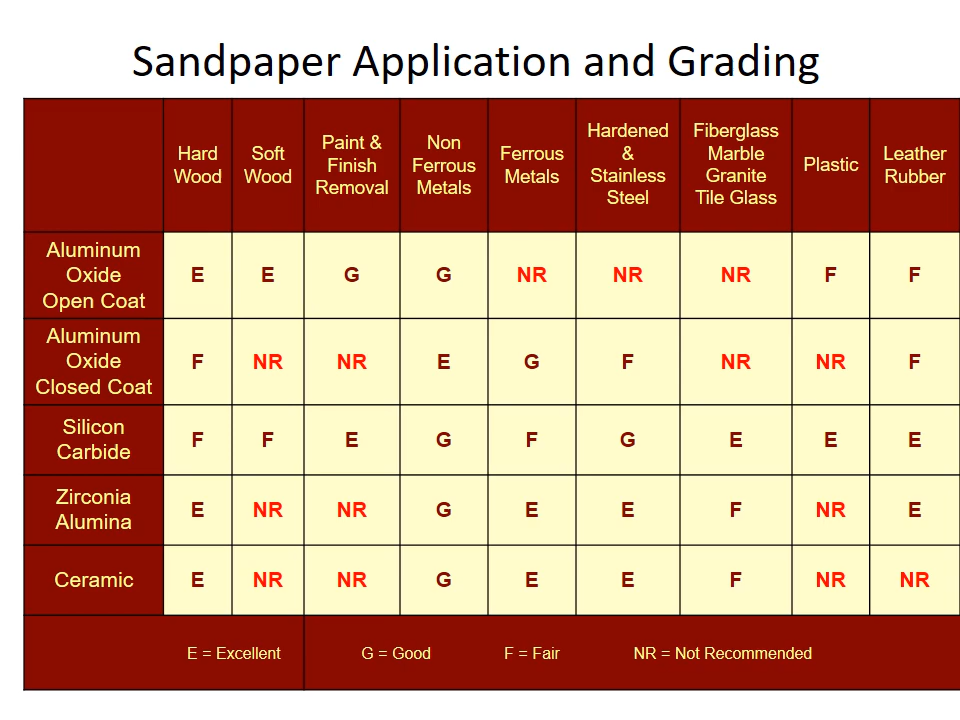 Sandpaper Application and Grading
Hard
Wood
Soft
Wood
Paint &
Finish
Removal
Non
Ferrous
Metals
Ferrous
Metals
Hardened
&
Stainless
Steel
Fiberglass
Marble
Granite
Tile Glass
Plastic
Leather
Rubber
Aluminum
Oxide
Open Coat
E E G G NR NR NR F F
Aluminum
Oxide
Closed Coat
F NR NR E G F NR NR F
Silicon
Carbide
F F E G F G E E E
Zirconia
Alumina
E NR NR G E E F NR E
Ceramic
E NR NR G E E F NR NR
E = Excellent G = Good F = Fair NR = Not Recommended